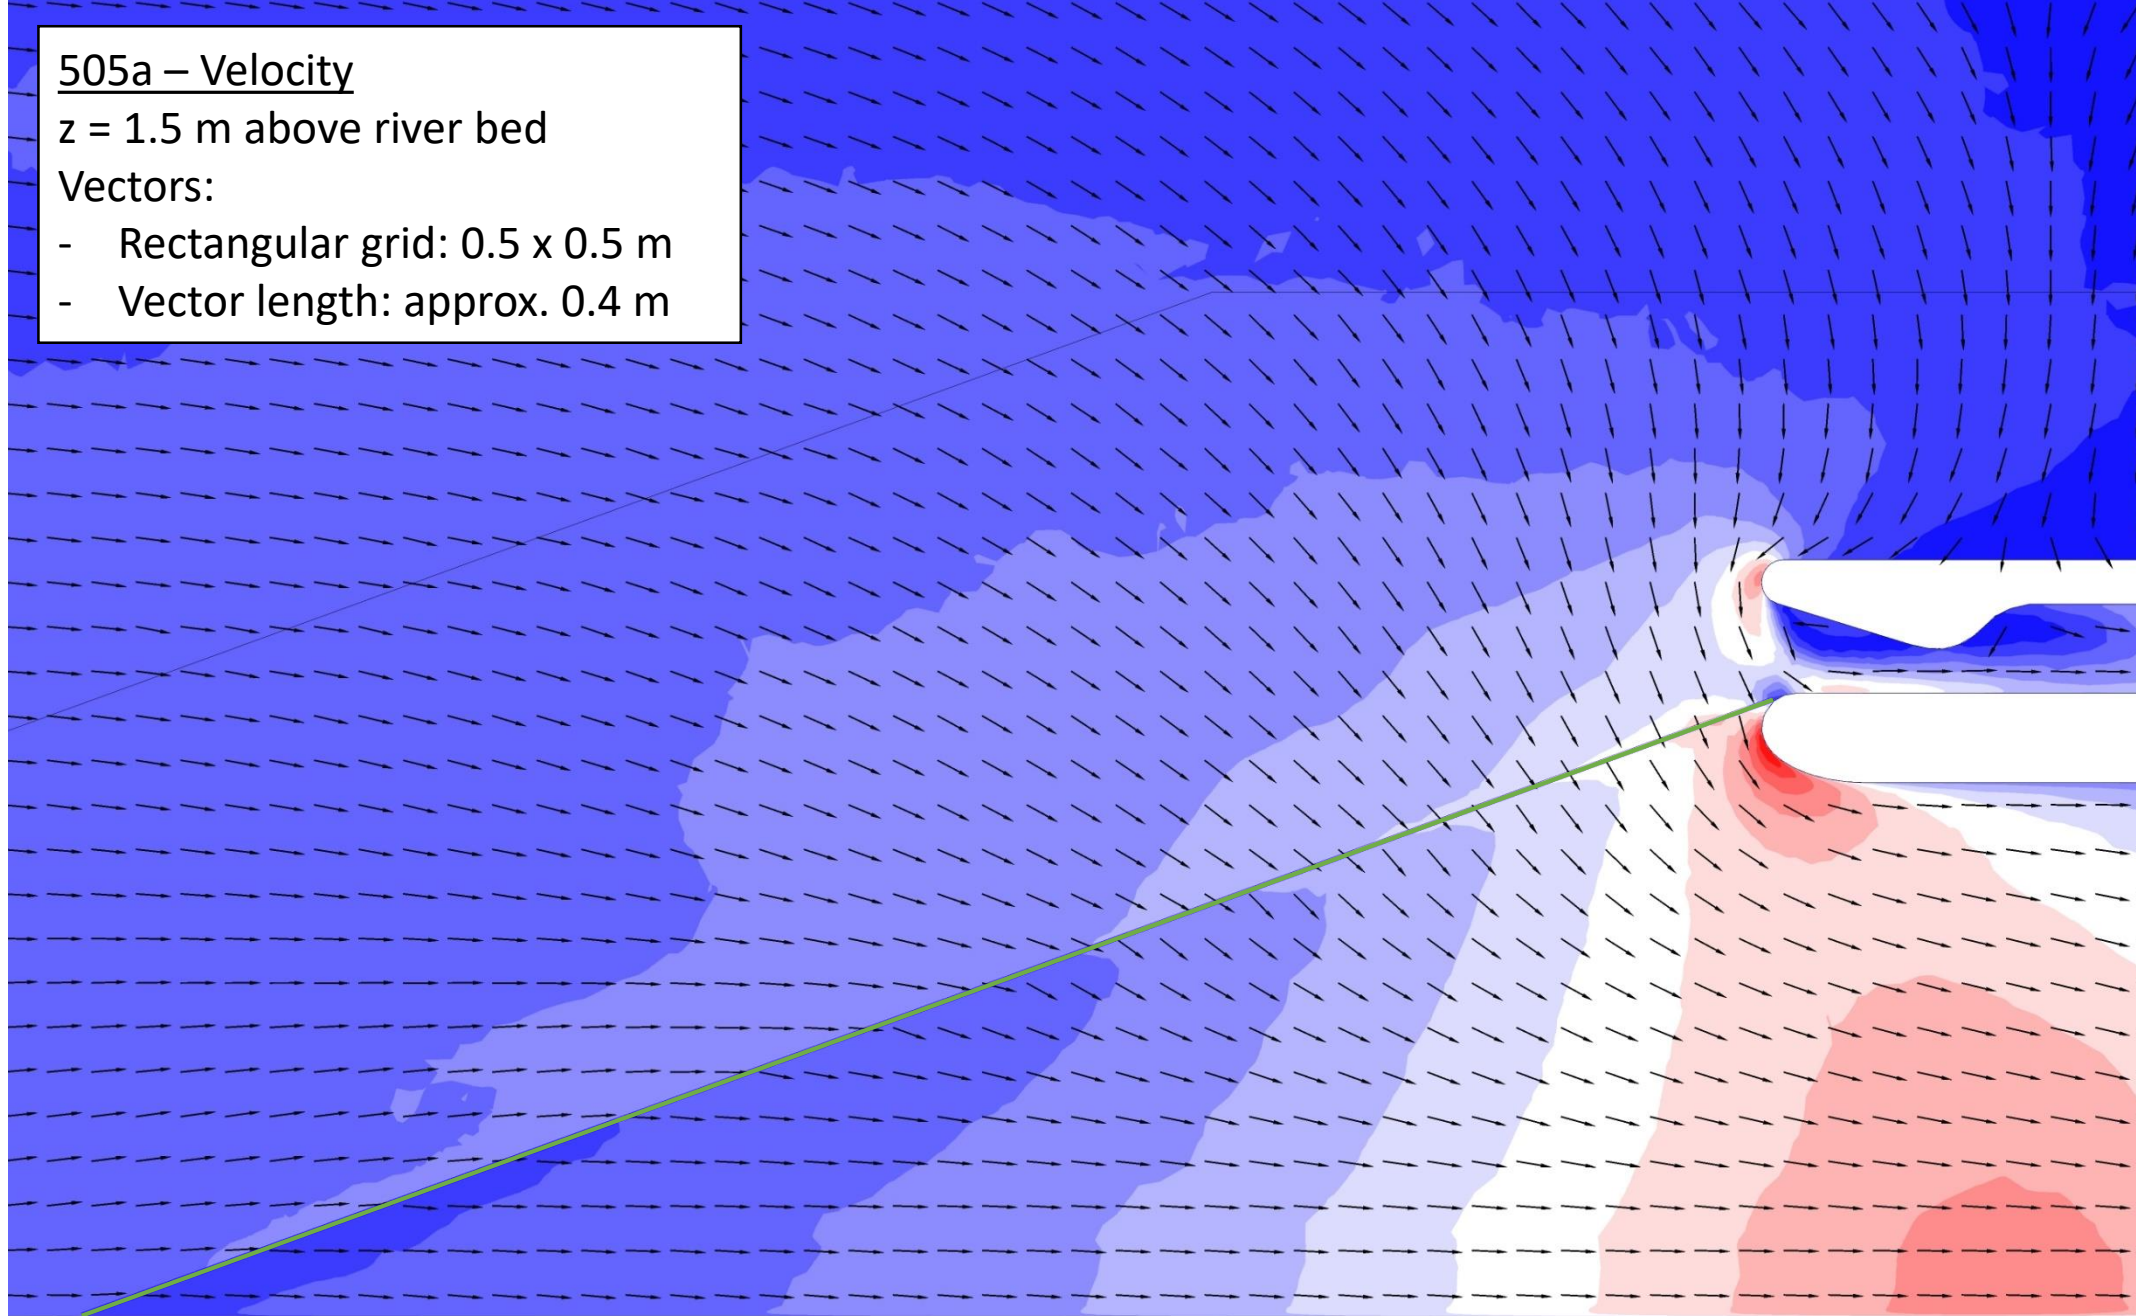 505a – Velocity
z = 1.5 m above river bed
Vectors:
- Rectangular grid: 0.5 x 0.5 m
- Vector length: approx. 0.4 m